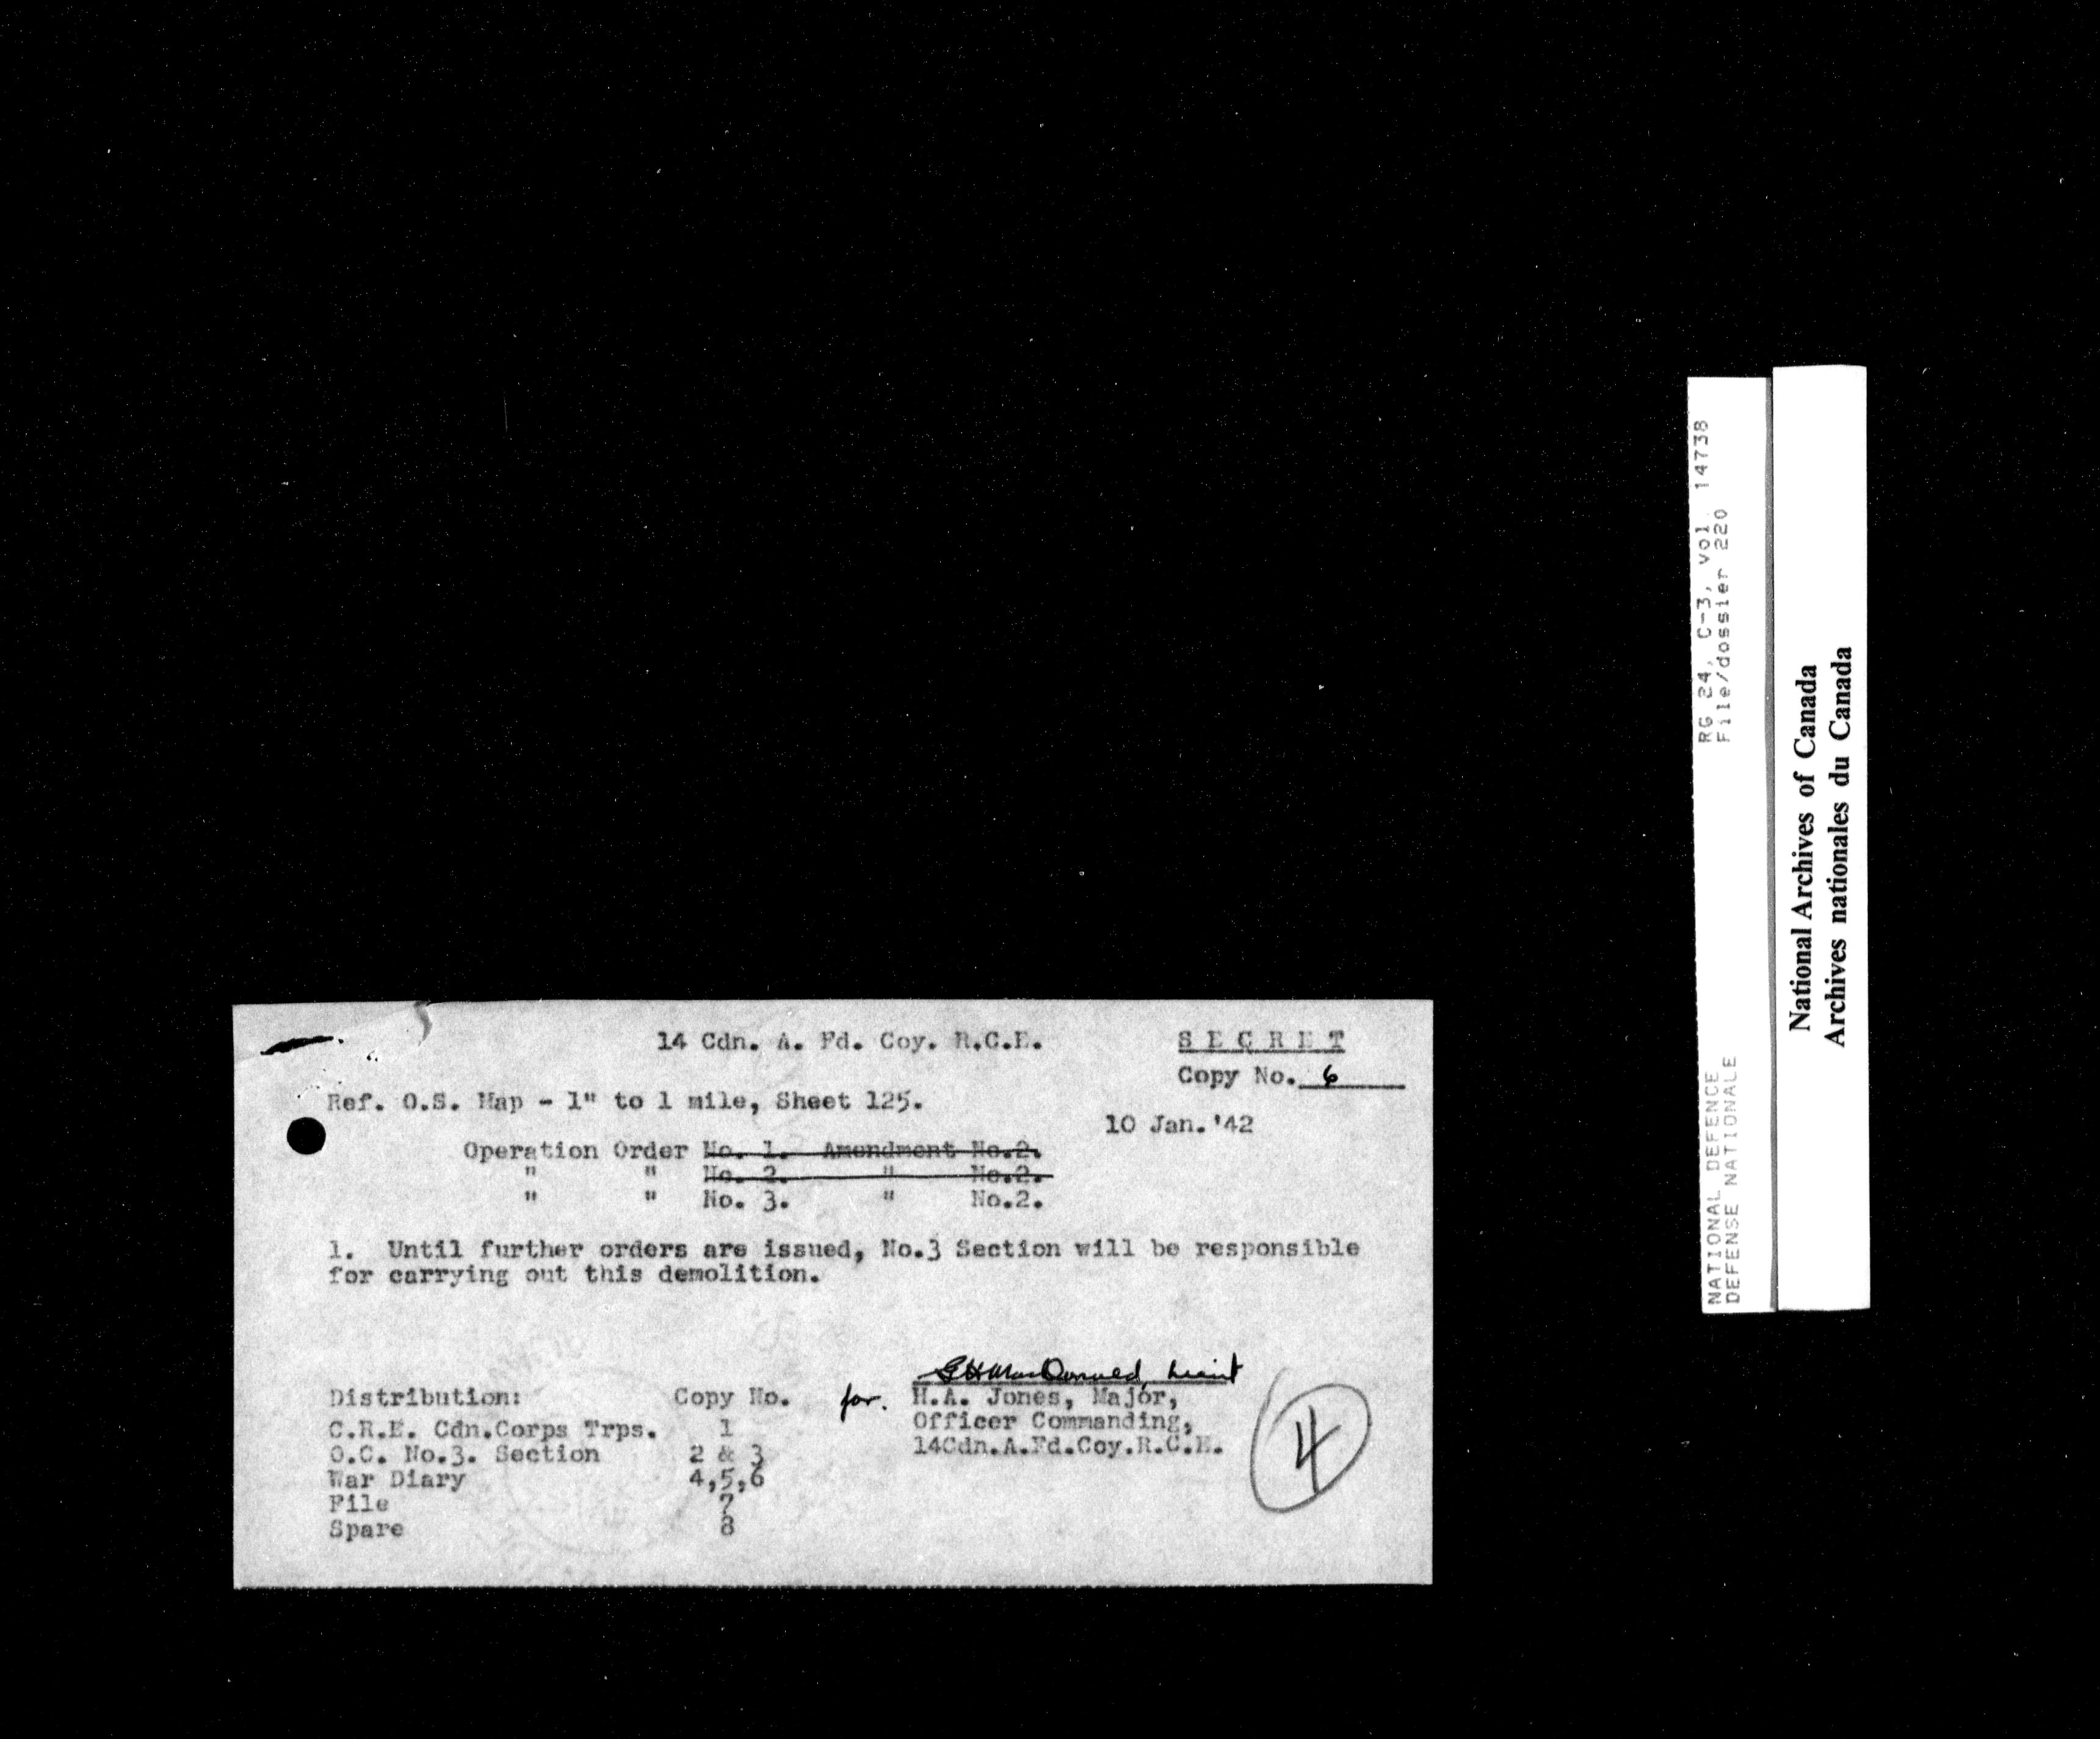 14 Cdn. A. Fd. Coy. R.C.E.
S E C R E T
Copy No. 6
Ref. O.S. Map - 1" to 1 mile, Sheet 125.
10 Jan. '42
Operation Order No. 1. Amendment No.2.
" " No. 2. " No.2.
" " No. 3. " No.2.
1. Until further orders are issued, No.3 Section will be responsible
for carrying out this demolition.
MacDonald, Lieut
Distribution: Copy No.
for. H.A. Jones, Major,
Officer Commanding,
14Cdn.A.Fd.Coy.R.C.E.
C.R.E. Cdn.Corps Trps. 1
O.C. No.3. Section 2 & 3
War Diary 4,5,6
File 7
Spare 8
4
NATIONAL DEFENCE RG 24, C-3, vol. 14738
DEFENSE NATIONALE File/dossier 220
National Archives of Canada
Archives nationales du Canada